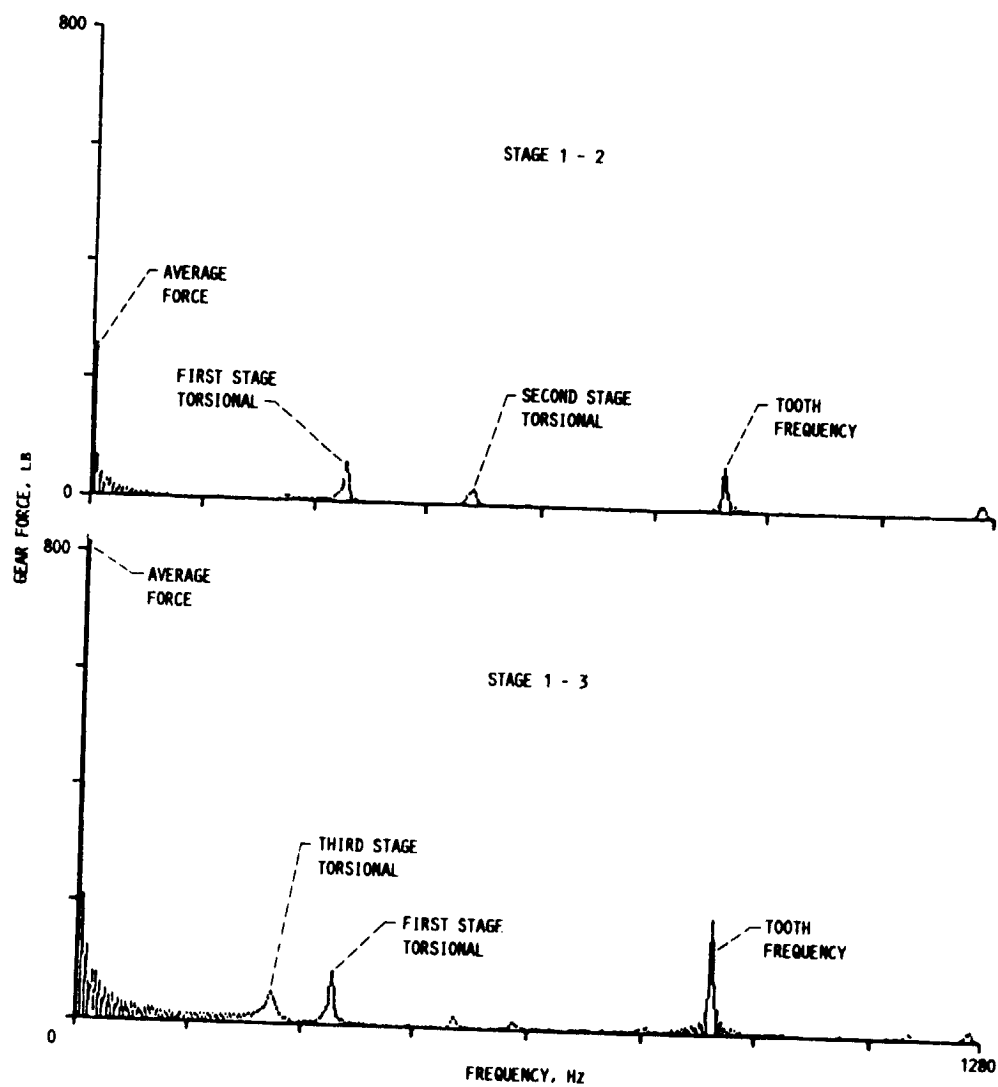 800
STAGE 1 - 2
AVERAGE
FORCE
FIRST STAGE
TORSIONAL
SECOND STAGE
TORSIONAL
TOOTH
FREQUENCY
0
GEAR FORCE, LB
800
AVERAGE
FORCE
STAGE 1 - 3
THIRD STAGE
TORSIONAL
FIRST STAGE
TORSIONAL
TOOTH
FREQUENCY
0
1280
FREQUENCY, Hz